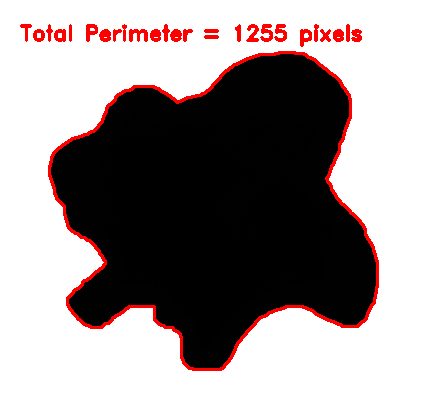 Total Perimeter = 1255 pixels